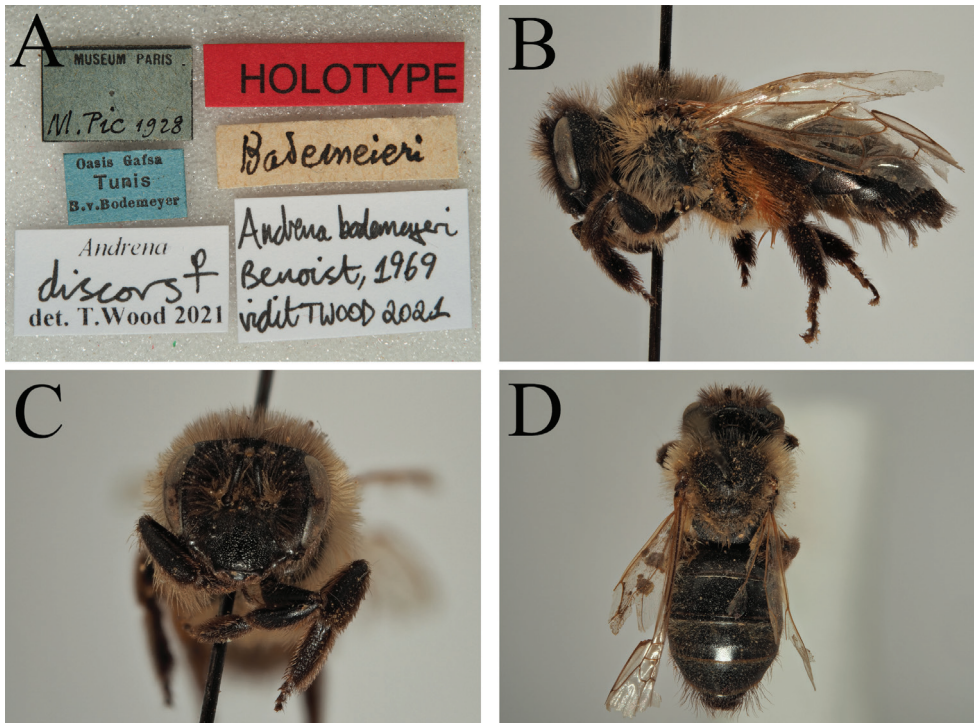 A
MUSEUM PARIS
M. Pic 1928
HOLOTYPE
Bademeieri
Oasis Gafsa
Tunis
B.v.Bodemeyer
Andrena
discors ♀
det. T.Wood 2021
Andrena bodemeyeri
Benoist, 1969
vidit TWOOD 2021
B
C
D